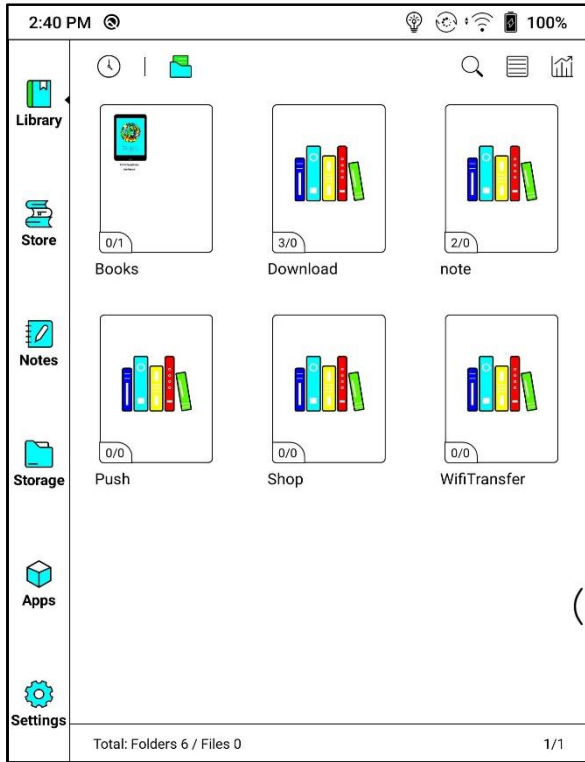 2:40 PM 100%
Library
0/1
Books
3/0
Download
2/0
note
Store
Notes
0/0
Push
0/0
Shop
0/0
WifiTransfer
Storage
Apps
Settings
Total: Folders 6 / Files 0 1/1